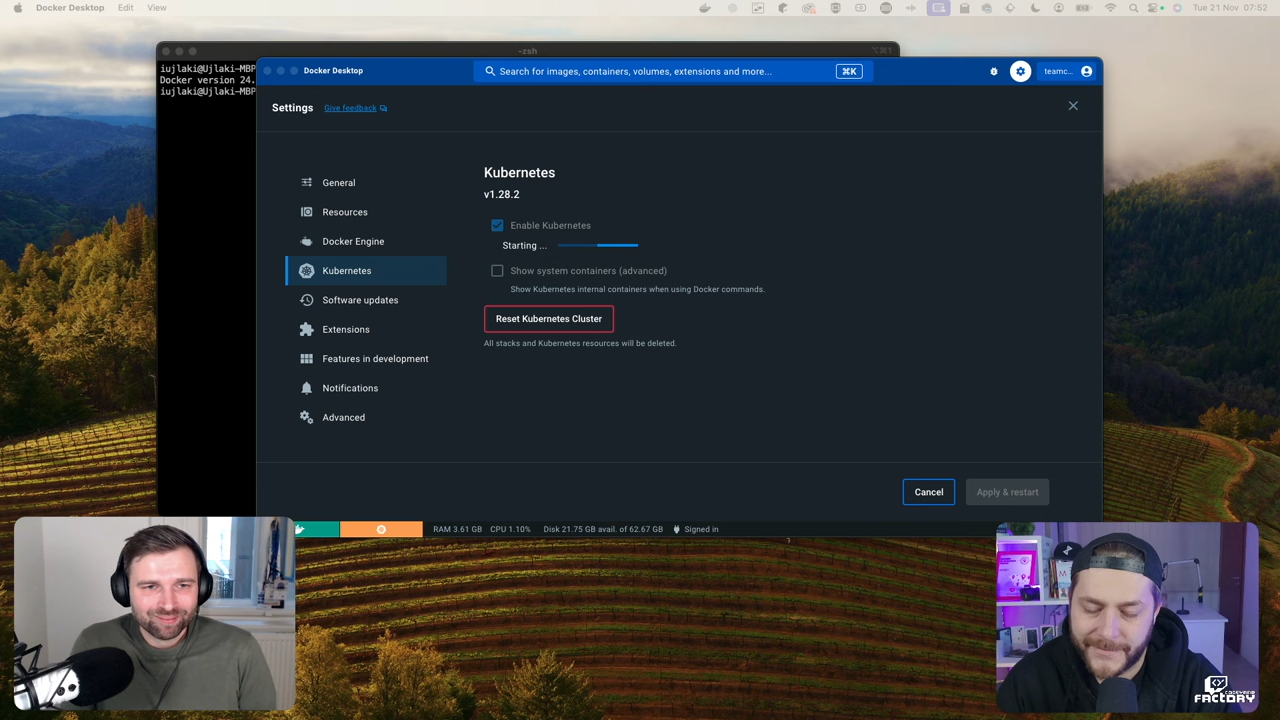 Docker Desktop Edit View
Tue 21 Nov 07:52
-zsh
⌥⌘1
iujlaki@Ujlaki-MBP
Docker version 24.
iujlaki@Ujlaki-MBP
Docker Desktop
Search for images, containers, volumes, extensions and more...
⌘K
teamc...
Settings
Give feedback
General
Resources
Docker Engine
Kubernetes
Software updates
Extensions
Features in development
Notifications
Advanced
Kubernetes
v1.28.2
Enable Kubernetes
Starting ...
Show system containers (advanced)
Show Kubernetes internal containers when using Docker commands.
Reset Kubernetes Cluster
All stacks and Kubernetes resources will be deleted.
Cancel
Apply & restart
RAM 3.61 GB CPU 1.10% Disk 21.75 GB avail. of 62.67 GB Signed in
CODEVERSE
FACTORY